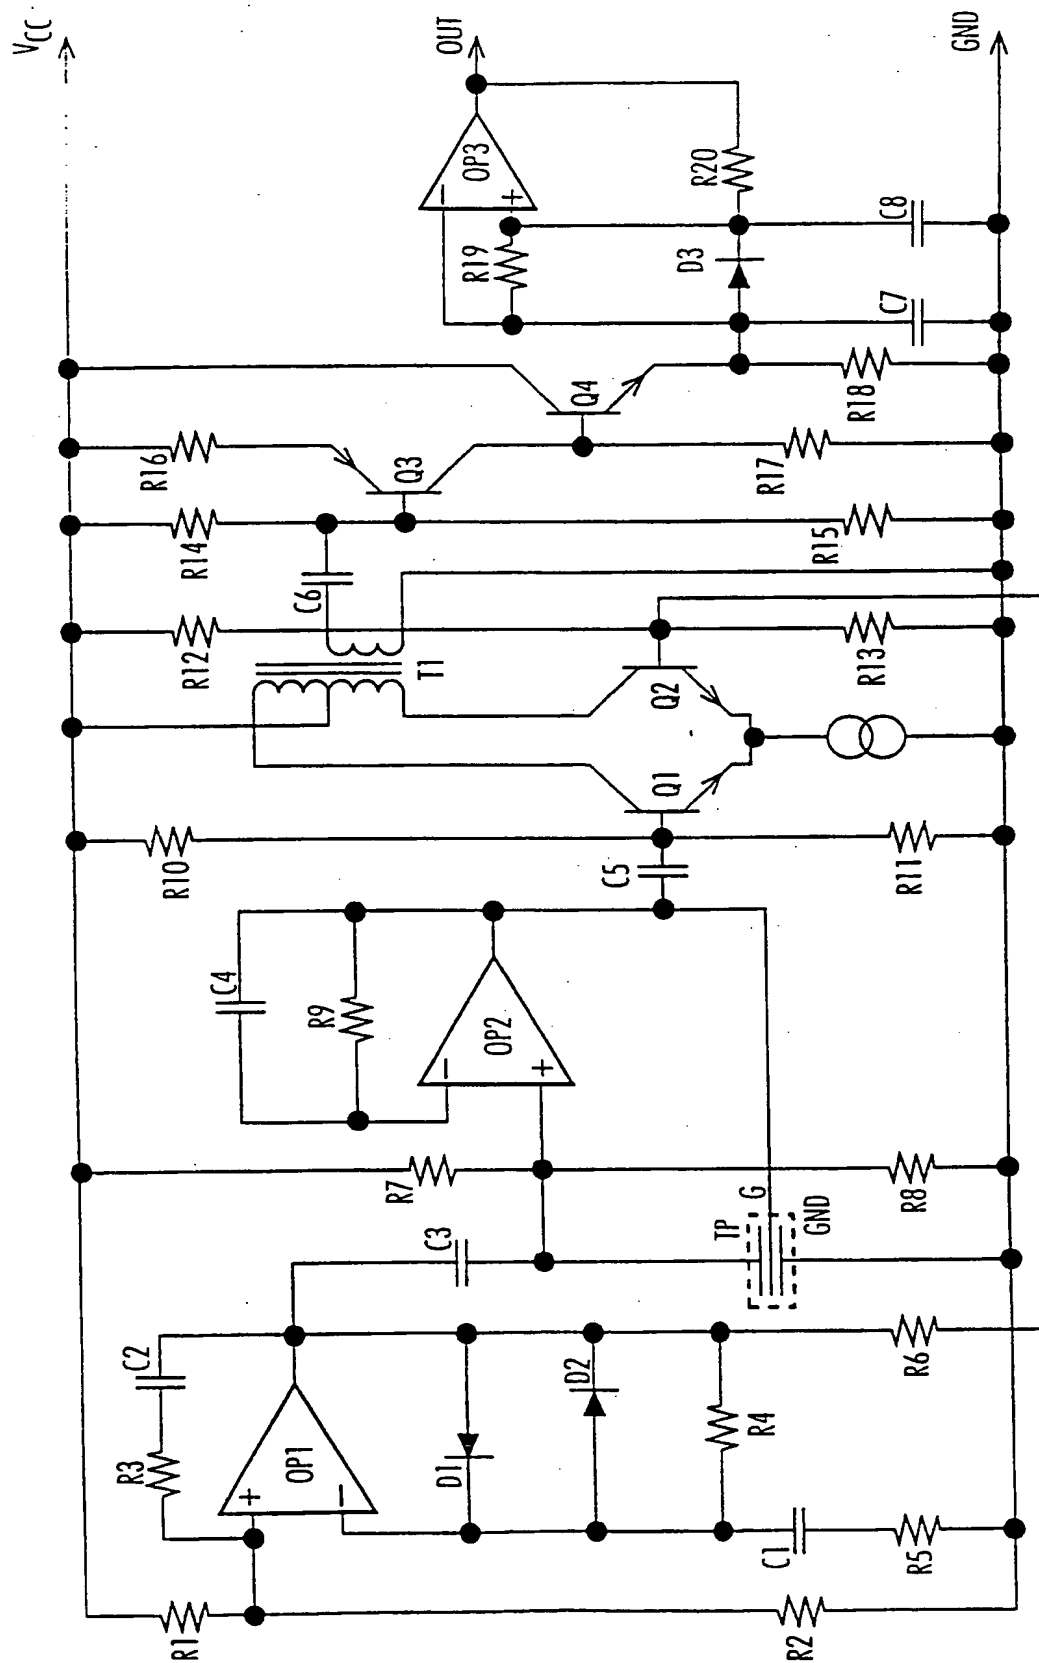 VCC
OUT
GND
OP3
−
+
R20
R19
D3
C8
C7
Q4
R18
R16
Q3
R17
R14
R15
C6
R12
T1
Q2
R13
Q1
R10
C5
R11
C4
R9
OP2
−
+
R7
R8
C3
TP
G
GND
C2
R3
OP1
+
−
D1
D2
R4
R6
C1
R5
R1
R2